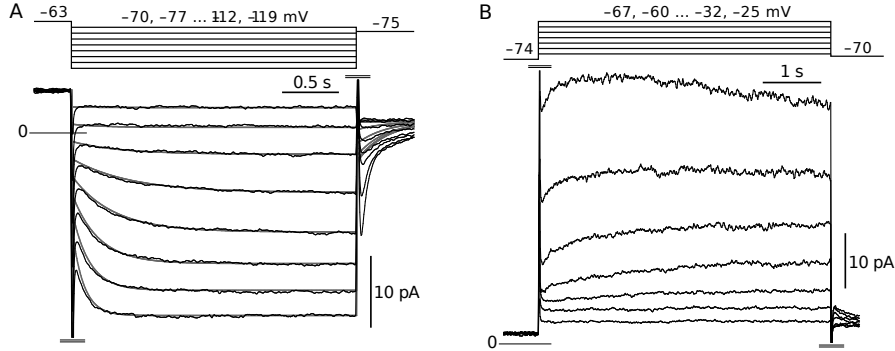 A
–63
–70, –77 ... –112, –119 mV
–75
0.5 s
0
10 pA
B
–67, –60 ... –32, –25 mV
–74
–70
1 s
10 pA
0